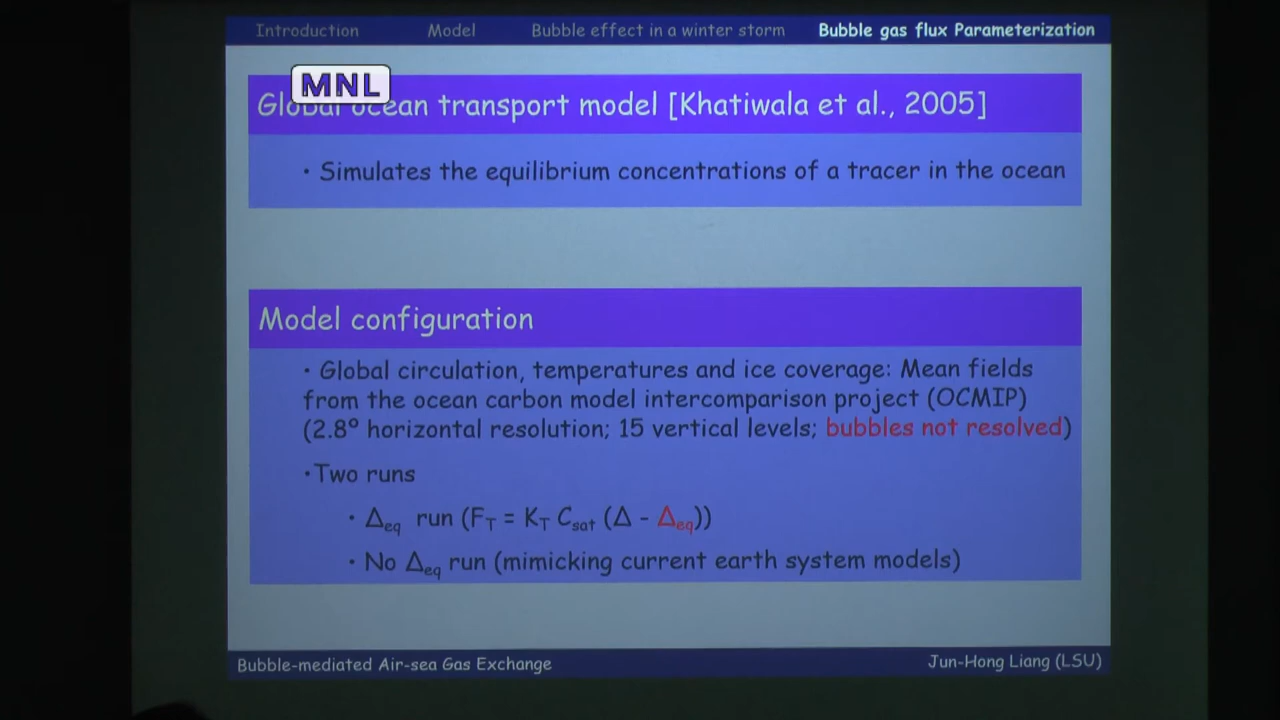 Introduction Model Bubble effect in a winter storm Bubble gas flux Parameterization
MNL
Global ocean transport model [Khatiwala et al., 2005]
• Simulates the equilibrium concentrations of a tracer in the ocean
Model configuration
• Global circulation, temperatures and ice coverage: Mean fields
from the ocean carbon model intercomparison project (OCMIP)
(2.8° horizontal resolution; 15 vertical levels; bubbles not resolved)
•Two runs
• Δeq run (FT = KT Csat (Δ - Δeq))
• No Δeq run (mimicking current earth system models)
Bubble-mediated Air-sea Gas Exchange Jun-Hong Liang (LSU)